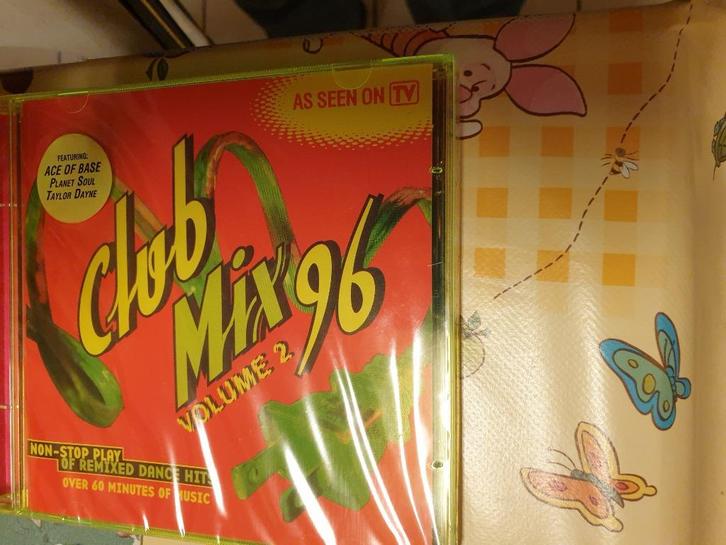 AS SEEN ON TV
FEATURING:
ACE OF BASE
PLANET SOUL
TAYLOR DAYNE
Club
Mix 96
VOLUME 2
NON-STOP PLAY
OF REMIXED DANCE HITS
OVER 60 MINUTES OF MUSIC